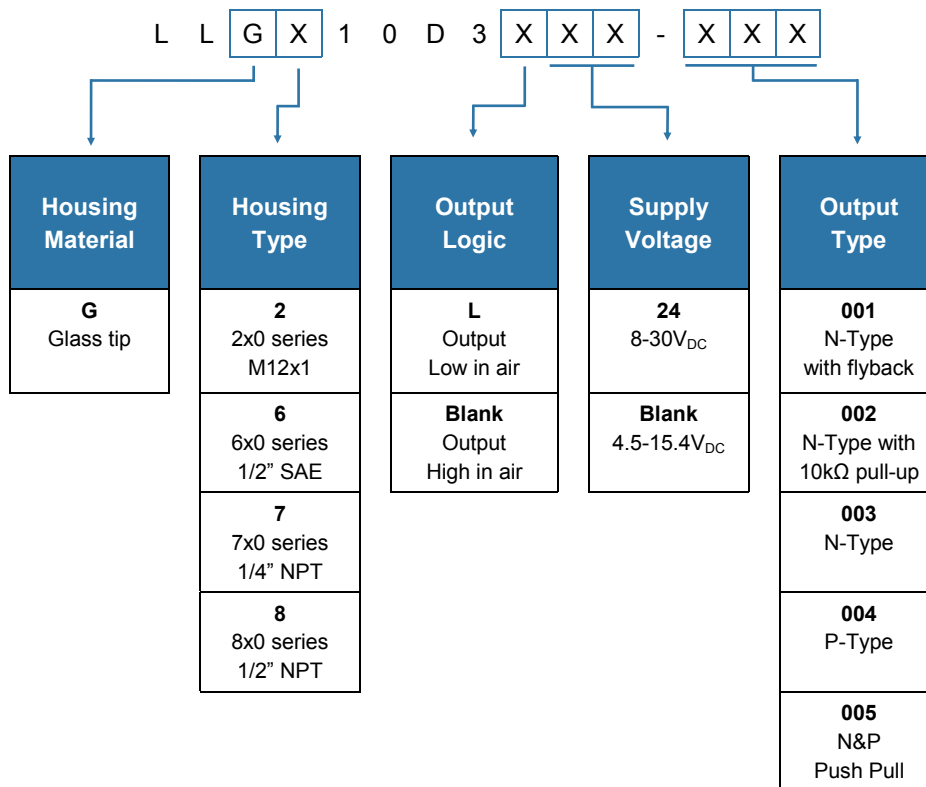 L L G X 1 0 D 3 X X X - X X X
Housing
Material
G
Glass tip
Housing
Type
2
2x0 series
M12x1
6
6x0 series
1/2” SAE
7
7x0 series
1/4” NPT
8
8x0 series
1/2” NPT
Output
Logic
L
Output
Low in air
Blank
Output
High in air
Supply
Voltage
24
8-30VDC
Blank
4.5-15.4VDC
Output
Type
001
N-Type
with flyback
002
N-Type with
10kΩ pull-up
003
N-Type
004
P-Type
005
N&P
Push Pull